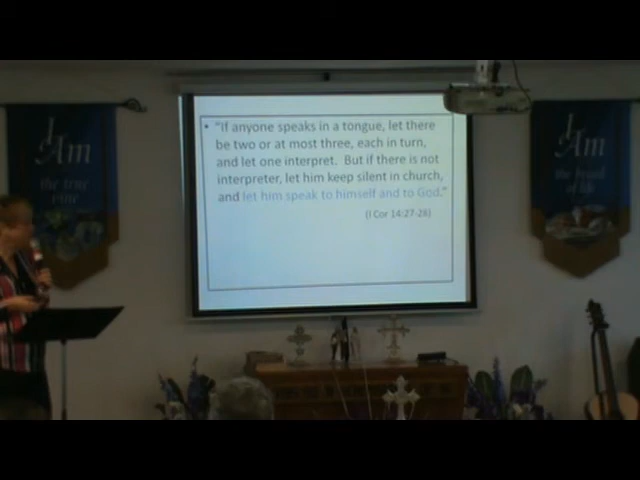 I
Am
the true
vine
• “If anyone speaks in a tongue, let there
be two or at most three, each in turn,
and let one interpret. But if there is not
interpreter, let him keep silent in church,
and let him speak to himself and to God.”
(I Cor 14:27-28)
I
Am
the bread
of life